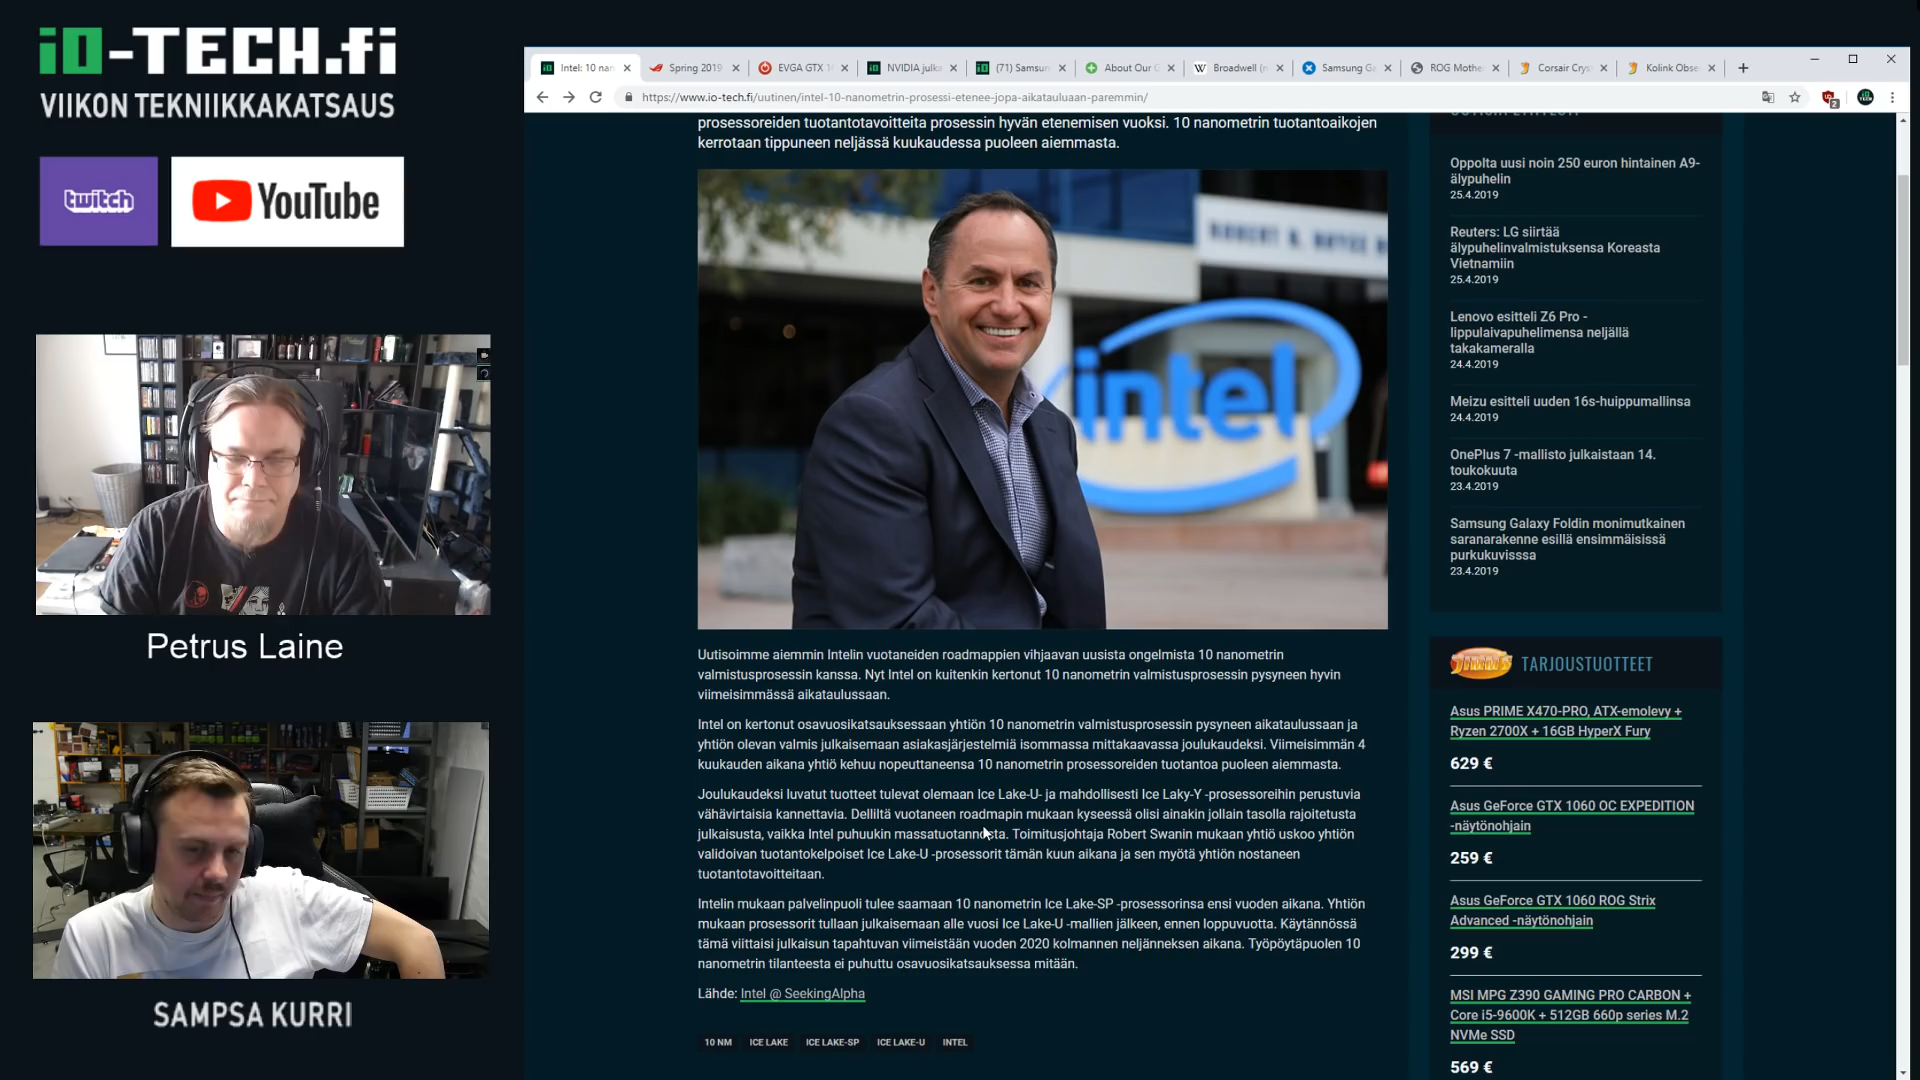 iO-TECH.fi
VIIKON TEKNIIKKAKATSAUS
twitch
YouTube
Petrus Laine
SAMPSA KURRI
Intel: 10 nan
Spring 2019
EVGA GTX 1
NVIDIA julk
(71) Samsun
About Our G
Broadwell (
Samsung G
ROG Mothe
Corsair Crys
Kolink Obse
https://www.io-tech.fi/uutinen/intel-10-nanometrin-prosessi-etenee-jopa-aikatauluaan-paremmin/
prosessoreiden tuotantotavoitteita prosessin hyvän etenemisen vuoksi. 10 nanometrin tuotantoaikojen
kerrotaan tippuneen neljässä kuukaudessa puoleen aiemmasta.
intel
Uutisoimme aiemmin Intelin vuotaneiden roadmappien vihjaavan uusista ongelmista 10 nanometrin
valmistusprosessin kanssa. Nyt Intel on kuitenkin kertonut 10 nanometrin valmistusprosessin pysyneen hyvin
viimeisimmässä aikataulussaan.
Intel on kertonut osavuosikatsauksessaan yhtiön 10 nanometrin valmistusprosessin pysyneen aikataulussaan ja
yhtiön olevan valmis julkaisemaan asiakasjärjestelmiä isommassa mittakaavassa joulukaudeksi. Viimeisimmän 4
kuukauden aikana yhtiö kehuu nopeuttaneensa 10 nanometrin prosessoreiden tuotantoa puoleen aiemmasta.
Joulukaudeksi luvatut tuotteet tulevat olemaan Ice Lake-U- ja mahdollisesti Ice Laky-Y -prosessoreihin perustuvia
vähävirtaisia kannettavia. Delliltä vuotaneen roadmapin mukaan kyseessä olisi ainakin jollain tasolla rajoitetusta
julkaisusta, vaikka Intel puhuukin massatuotannosta. Toimitusjohtaja Robert Swanin mukaan yhtiö uskoo yhtiön
validoivan tuotantokelpoiset Ice Lake-U -prosessorit tämän kuun aikana ja sen myötä yhtiön nostaneen
tuotantotavoitteitaan.
Intelin mukaan palvelinpuoli tulee saamaan 10 nanometrin Ice Lake-SP -prosessorinsa ensi vuoden aikana. Yhtiön
mukaan prosessorit tullaan julkaisemaan alle vuosi Ice Lake-U -mallien jälkeen, ennen loppuvuotta. Käytännössä
tämä viittaisi julkaisun tapahtuvan viimeistään vuoden 2020 kolmannen neljänneksen aikana. Työpöytäpuolen 10
nanometrin tilanteesta ei puhuttu osavuosikatsauksessa mitään.
Lähde: Intel @ SeekingAlpha
10 NM ICE LAKE ICE LAKE-SP ICE LAKE-U INTEL
Oppolta uusi noin 250 euron hintainen A9-
älypuhelin
25.4.2019
Reuters: LG siirtää
älypuhelinvalmistuksensa Koreasta
Vietnamiin
25.4.2019
Lenovo esitteli Z6 Pro -
lippulaivapuhelimensa neljällä
takakameralla
24.4.2019
Meizu esitteli uuden 16s-huippumallinsa
24.4.2019
OnePlus 7 -mallisto julkaistaan 14.
toukokuuta
23.4.2019
Samsung Galaxy Foldin monimutkainen
saranarakenne esillä ensimmäisissä
purkukuvisssa
23.4.2019
TARJOUSTUOTTEET
Asus PRIME X470-PRO, ATX-emolevy +
Ryzen 2700X + 16GB HyperX Fury
629 €
Asus GeForce GTX 1060 OC EXPEDITION
-näytönohjain
259 €
Asus GeForce GTX 1060 ROG Strix
Advanced -näytönohjain
299 €
MSI MPG Z390 GAMING PRO CARBON +
Core i5-9600K + 512GB 660p series M.2
NVMe SSD
569 €